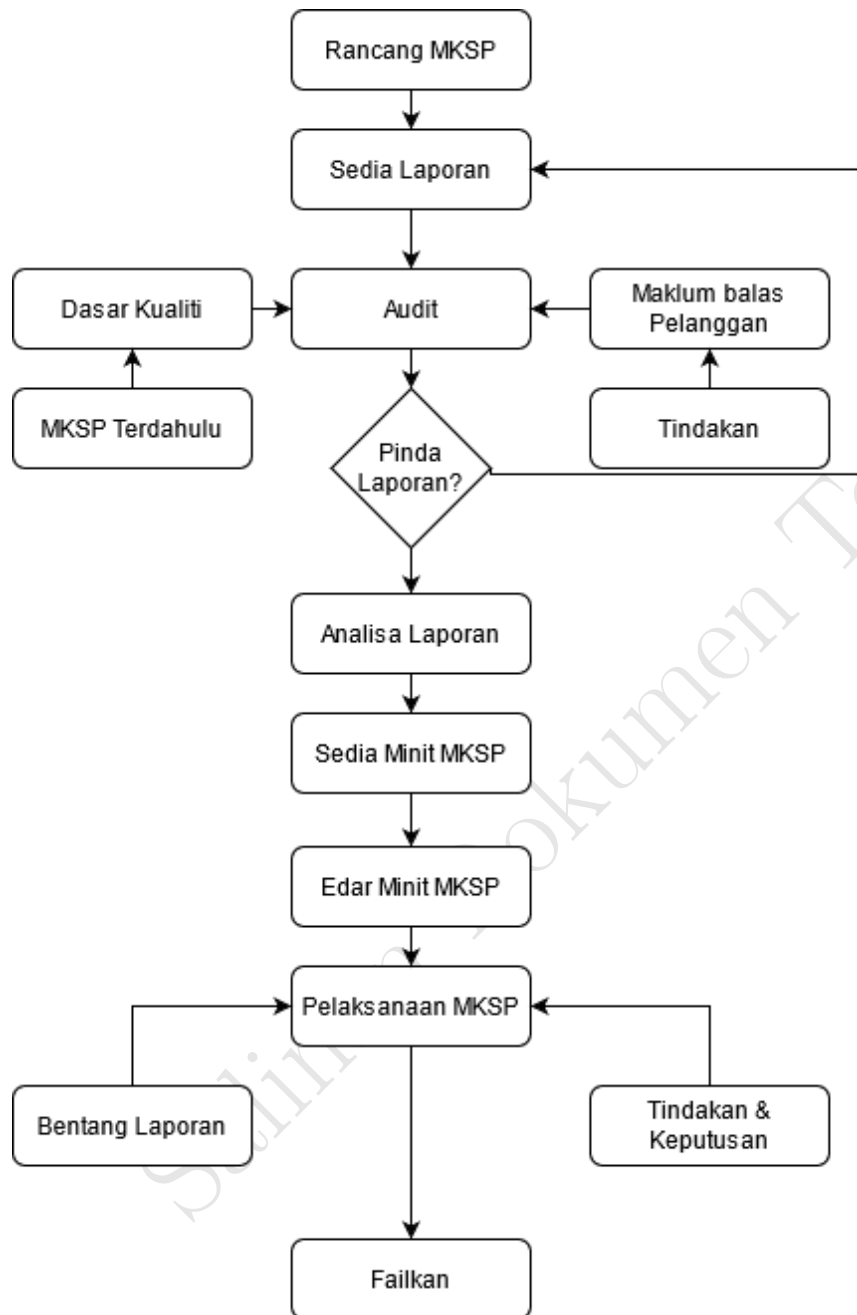 Rancang MKSP
Sedia Laporan
Dasar Kualiti
Audit
Maklum balas
Pelanggan
MKSP Terdahulu
Tindakan
Pinda
Laporan?
Analisa Laporan
Sedia Minit MKSP
Edar Minit MKSP
Pelaksanaan MKSP
Bentang Laporan
Tindakan &
Keputusan
Failkan